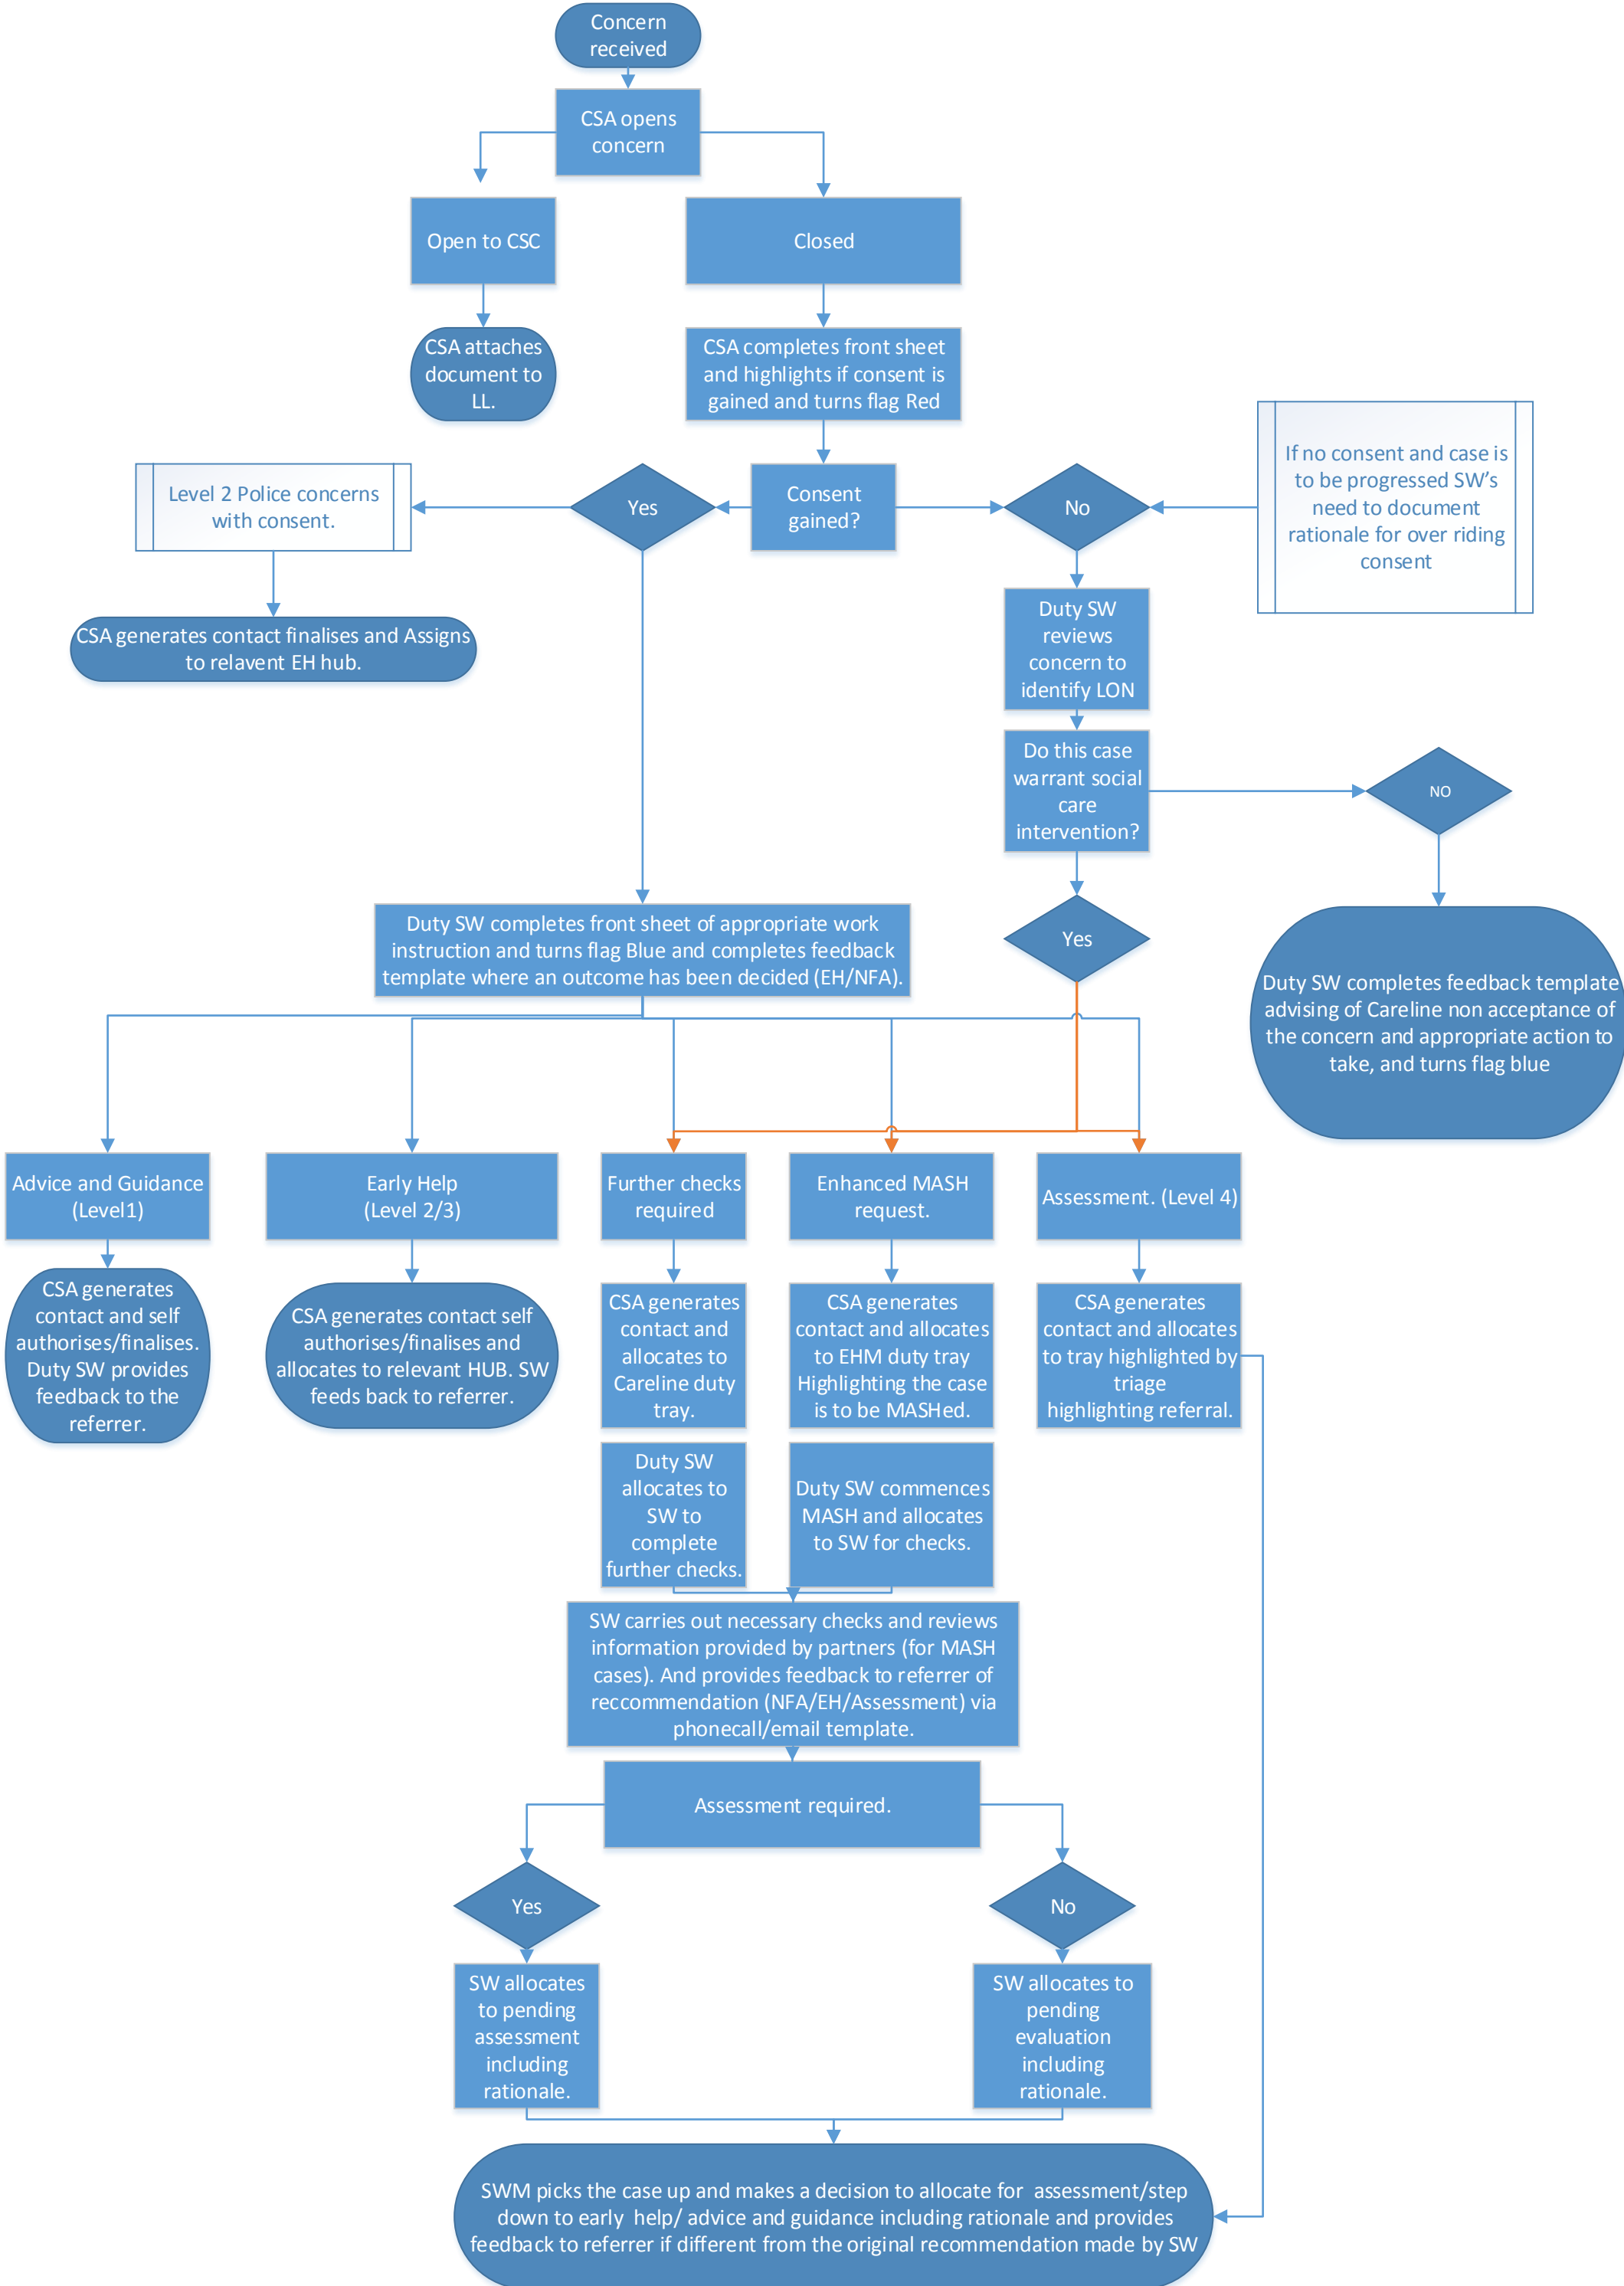 Concern
received
CSA opens
concern
Open to CSC
Closed
CSA attaches
document to
LL.
CSA completes front sheet
and highlights if consent is
gained and turns flag Red
Level 2 Police concerns
with consent.
Yes
Consent
gained?
No
If no consent and case is
to be progressed SW's
need to document
rationale for over riding
consent
CSA generates contact finalises and Assigns
to relavent EH hub.
Duty SW
reviews
concern to
identify LON
Do this case
warrant social
care
intervention?
NO
Yes
Duty SW completes front sheet of appropriate work
instruction and turns flag Blue and completes feedback
template where an outcome has been decided (EH/NFA).
Duty SW completes feedback template
advising of Careline non acceptance of
the concern and appropriate action to
take, and turns flag blue
Advice and Guidance
(Level1)
Early Help
(Level 2/3)
Further checks
required
Enhanced MASH
request.
Assessment. (Level 4)
CSA generates
contact and self
authorises/finalises.
Duty SW provides
feedback to the
referrer.
CSA generates contact self
authorises/finalises and
allocates to relevant HUB. SW
feeds back to referrer.
CSA generates
contact and
allocates to
Careline duty
tray.
CSA generates
contact and allocates
to EHM duty tray
Highlighting the case
is to be MASHed.
CSA generates
contact and allocates
to tray highlighted by
triage
highlighting referral.
Duty SW
allocates to
SW to
complete
further checks.
Duty SW commences
MASH and allocates
to SW for checks.
SW carries out necessary checks and reviews
information provided by partners (for MASH
cases). And provides feedback to referrer of
reccommendation (NFA/EH/Assessment) via
phonecall/email template.
Assessment required.
Yes
No
SW allocates
to pending
assessment
including
rationale.
SW allocates to
pending
evaluation
including
rationale.
SWM picks the case up and makes a decision to allocate for assessment/step
down to early help/ advice and guidance including rationale and provides
feedback to referrer if different from the original recommendation made by SW